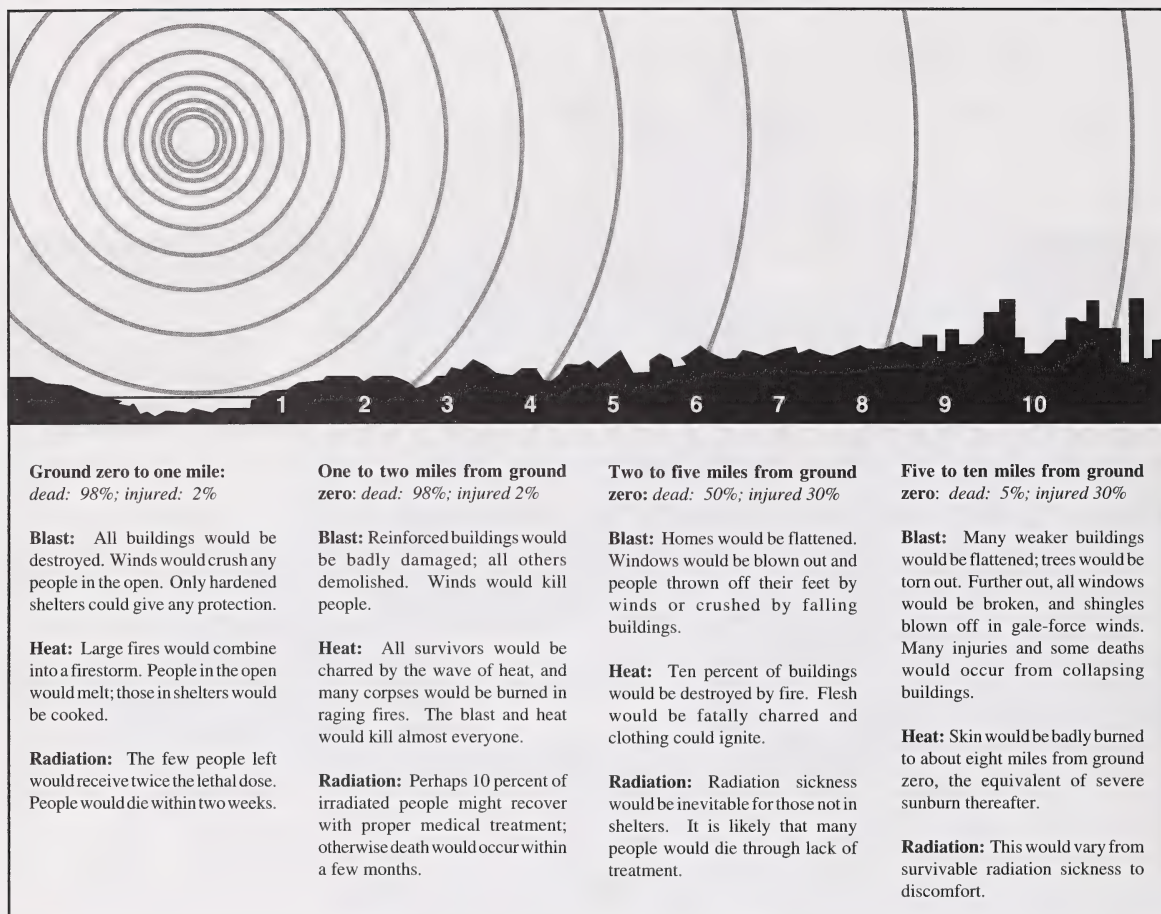 1 2 3 4 5 6 7 8 9 10
Ground zero to one mile:
dead: 98%; injured: 2%
Blast: All buildings would be
destroyed. Winds would crush any
people in the open. Only hardened
shelters could give any protection.
Heat: Large fires would combine
into a firestorm. People in the open
would melt; those in shelters would
be cooked.
Radiation: The few people left
would receive twice the lethal dose.
People would die within two weeks.
One to two miles from ground
zero: dead: 98%; injured 2%
Blast: Reinforced buildings would
be badly damaged; all others
demolished. Winds would kill
people.
Heat: All survivors would be
charred by the wave of heat, and
many corpses would be burned in
raging fires. The blast and heat
would kill almost everyone.
Radiation: Perhaps 10 percent of
irradiated people might recover
with proper medical treatment;
otherwise death would occur within
a few months.
Two to five miles from ground
zero: dead: 50%; injured 30%
Blast: Homes would be flattened.
Windows would be blown out and
people thrown off their feet by
winds or crushed by falling
buildings.
Heat: Ten percent of buildings
would be destroyed by fire. Flesh
would be fatally charred and
clothing could ignite.
Radiation: Radiation sickness
would be inevitable for those not in
shelters. It is likely that many
people would die through lack of
treatment.
Five to ten miles from ground
zero: dead: 5%; injured 30%
Blast: Many weaker buildings
would be flattened; trees would be
torn out. Further out, all windows
would be broken, and shingles
blown off in gale-force winds.
Many injuries and some deaths
would occur from collapsing
buildings.
Heat: Skin would be badly burned
to about eight miles from ground
zero, the equivalent of severe
sunburn thereafter.
Radiation: This would vary from
survivable radiation sickness to
discomfort.